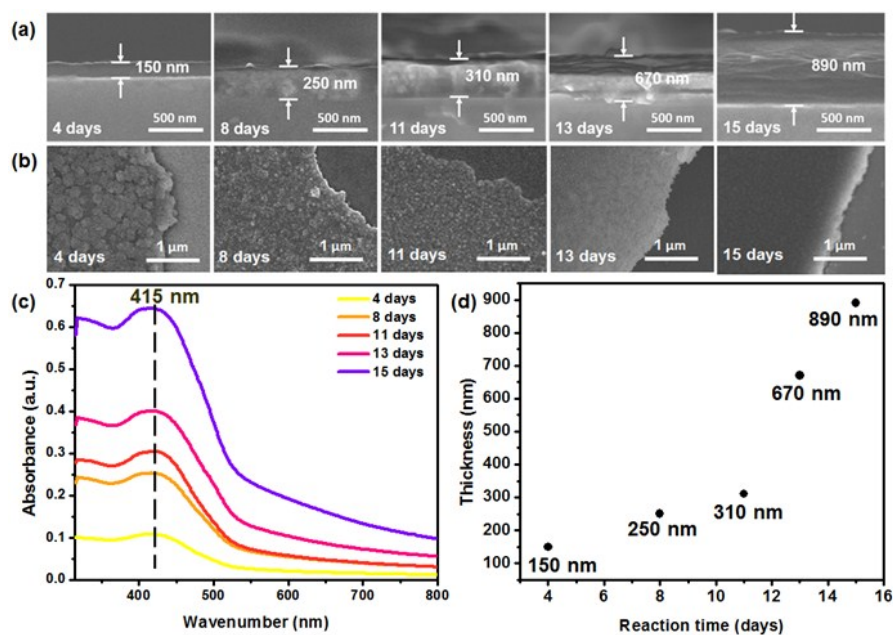 (a)
150 nm
4 days
500 nm
250 nm
8 days
500 nm
310 nm
11 days
500 nm
670 nm
13 days
500 nm
890 nm
15 days
500 nm
(b)
4 days
1 μm
8 days
1 μm
11 days
1 μm
13 days
1 μm
15 days
1 μm
(c)
415 nm
4 days
8 days
11 days
13 days
15 days
0.7
0.6
0.5
0.4
0.3
0.2
0.1
0.0
Absorbance (a.u.)
400
500
600
700
800
Wavenumber (nm)
(d)
900
800
700
600
500
400
300
200
100
Thickness (nm)
150 nm
250 nm
310 nm
670 nm
890 nm
4
6
8
10
12
14
16
Reaction time (days)